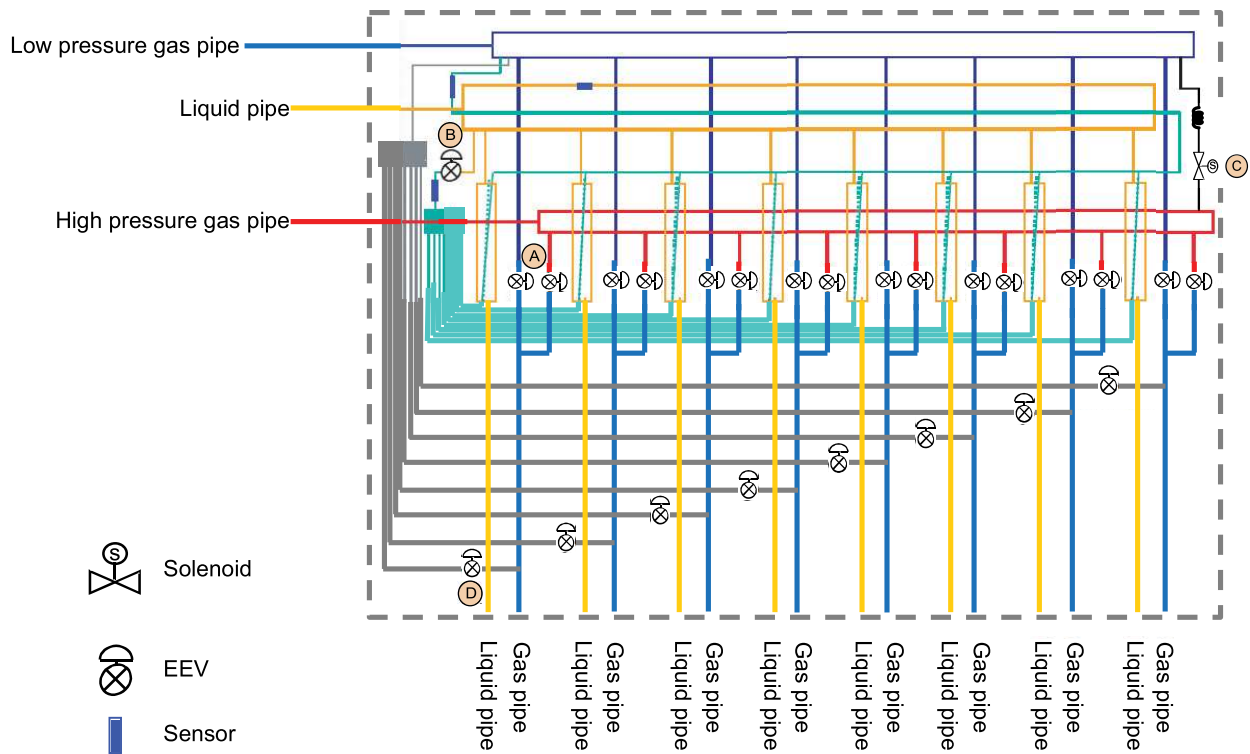 Low pressure gas pipe
Liquid pipe
B
S
C
High pressure gas pipe
A
D
S
Solenoid
EEV
Sensor
Liquid pipe
Gas pipe
Liquid pipe
Gas pipe
Liquid pipe
Gas pipe
Liquid pipe
Gas pipe
Liquid pipe
Gas pipe
Liquid pipe
Gas pipe
Liquid pipe
Gas pipe
Liquid pipe
Gas pipe